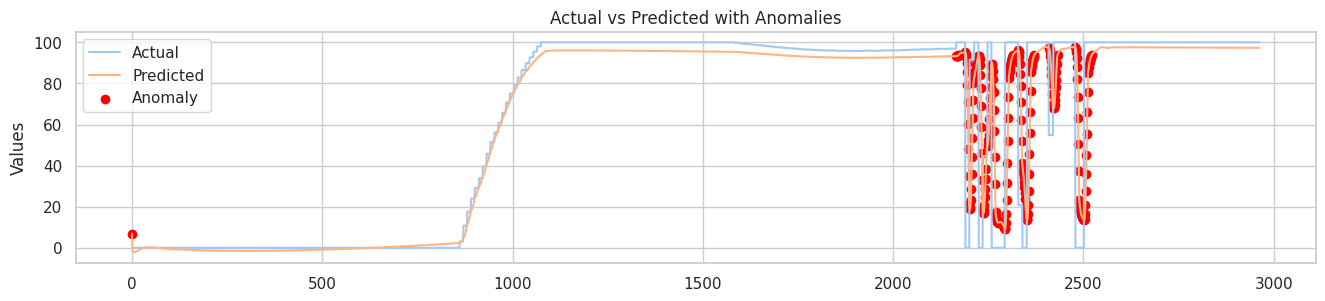 Actual vs Predicted with Anomalies
Actual
Predicted
Anomaly
Values
100
80
60
40
20
0
0 500 1000 1500 2000 2500 3000